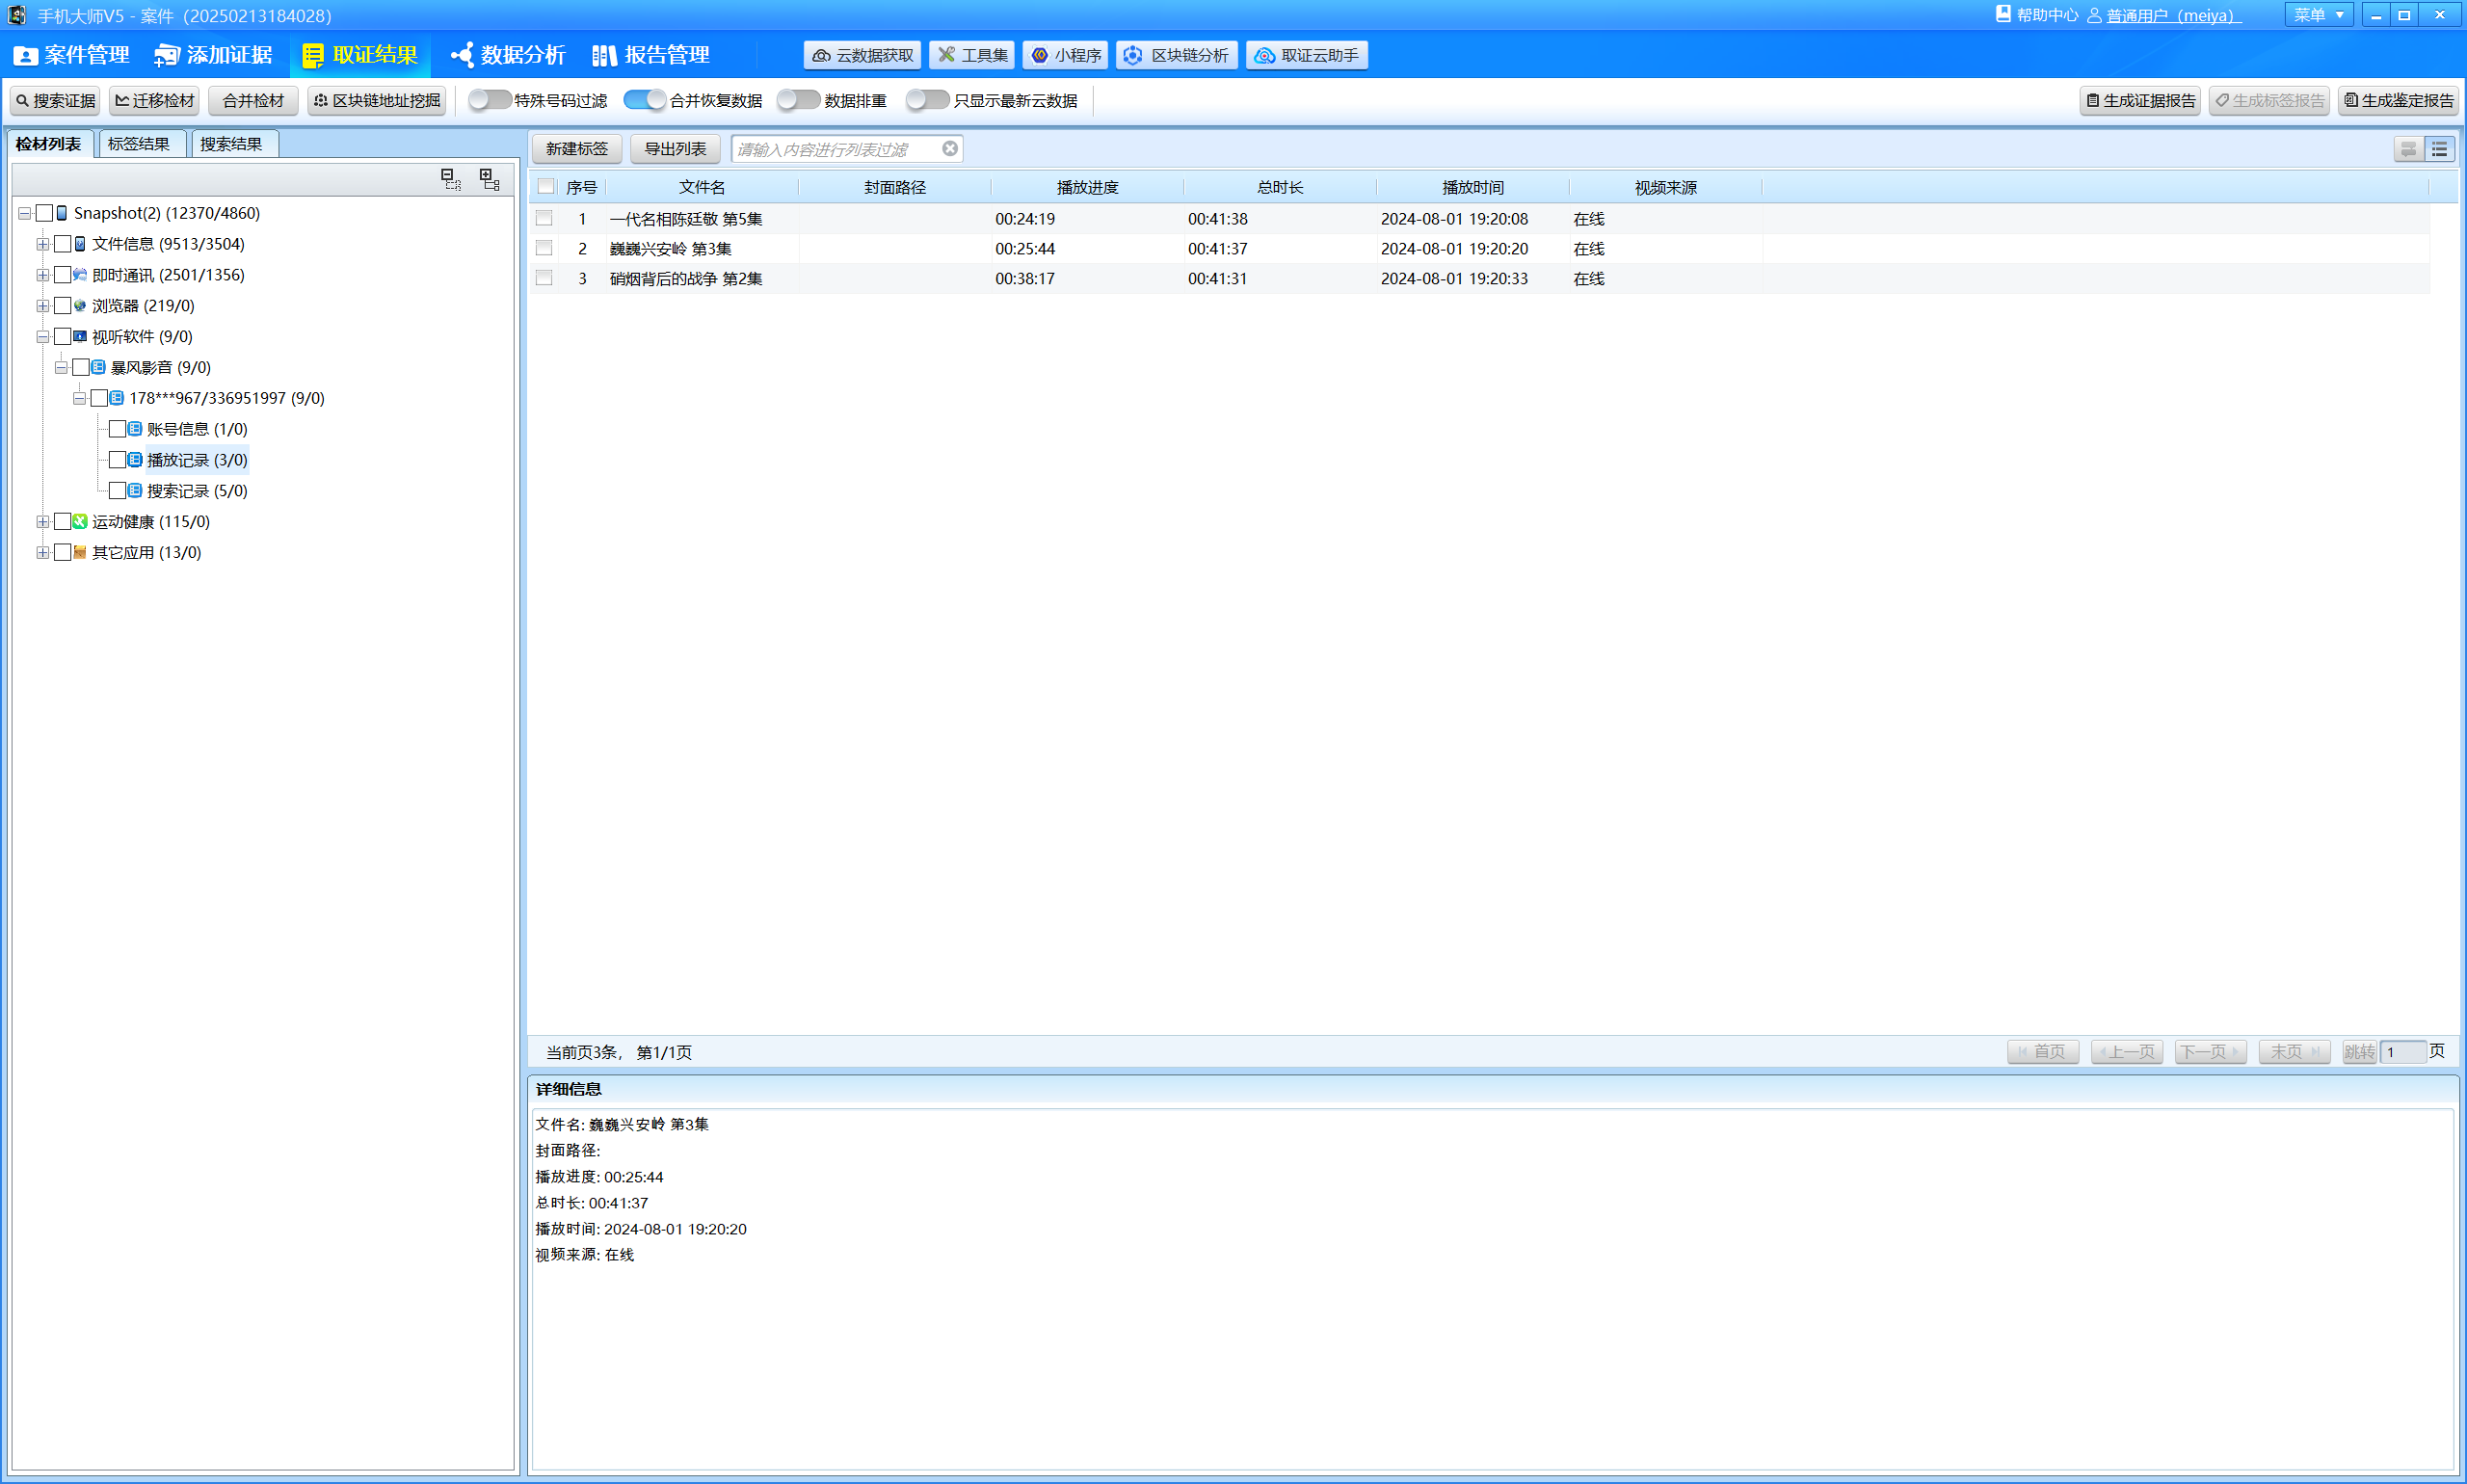 手机大师V5 - 案件（20250213184028）
帮助中心 普通用户（meiya） 菜单
案件管理 添加证据 取证结果 数据分析 报告管理 云数据获取 工具集 小程序 区块链分析 取证云助手
搜索证据 迁移检材 合并检材 区块链地址挖掘 特殊号码过滤 合并恢复数据 数据排重 只显示最新云数据 生成证据报告 生成标签报告 生成鉴定报告
检材列表 标签结果 搜索结果
Snapshot(2) (12370/4860)
文件信息 (9513/3504)
即时通讯 (2501/1356)
浏览器 (219/0)
视听软件 (9/0)
暴风影音 (9/0)
178***967/336951997 (9/0)
账号信息 (1/0)
播放记录 (3/0)
搜索记录 (5/0)
运动健康 (115/0)
其它应用 (13/0)
新建标签 导出列表 请输入内容进行列表过滤
序号 文件名 封面路径 播放进度 总时长 播放时间 视频来源
1 一代名相陈廷敬 第5集 00:24:19 00:41:38 2024-08-01 19:20:08 在线
2 巍巍兴安岭 第3集 00:25:44 00:41:37 2024-08-01 19:20:20 在线
3 硝烟背后的战争 第2集 00:38:17 00:41:31 2024-08-01 19:20:33 在线
当前页3条， 第1/1页 首页 上一页 下一页 末页 跳转 1 页
详细信息
文件名: 巍巍兴安岭 第3集
封面路径:
播放进度: 00:25:44
总时长: 00:41:37
播放时间: 2024-08-01 19:20:20
视频来源: 在线